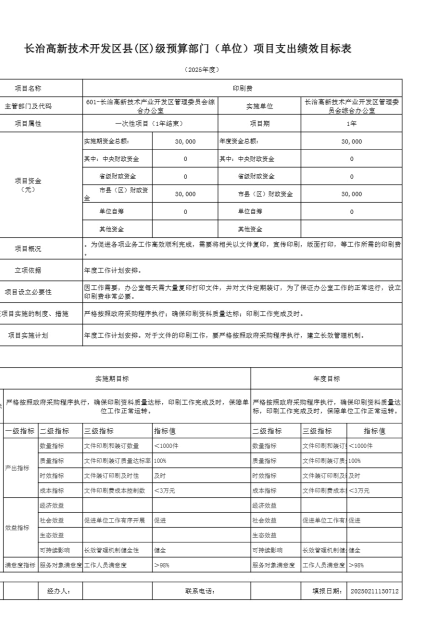 长治高新技术开发区县(区)级预算部门（单位）项目支出绩效目标表
（2025年度）
项目名称 印刷费
主管部门及代码 601-长治高新技术产业开发区管理委员会综合办公室 实施单位 长治高新技术产业开发区管理委员会综合办公室
项目属性 一次性项目（1年结束） 项目期 1年
项目资金（元） 实施期资金总额: 30,000 年度资金总额: 30,000
其中: 中央财政资金 0 其中: 中央财政资金 0
省级财政资金 0 省级财政资金 0
市县（区）财政资金 30,000 市县（区）财政资金 30,000
单位自筹 0 单位自筹 0
其他资金 其他资金
项目概况 、为促进各项业务工作高效顺利完成，需要将相关以文件复印，宣传印刷，版面打印，等工作所需的印刷费。
立项依据 年度工作计划安排。
项目设立必要性 因工作需要，办公室每天需大量复印打印文件，并对文件定期装订，为了保证办公室工作的正常运行，设立印刷费非常必要。
项目实施的制度、措施 严格按照政府采购程序执行；确保印刷资料质量达标；印刷工作完成及时。
项目实施计划 年度工作计划安排，对于文件的印刷工作，要严格按照政府采购程序执行，建立长效管理机制。
实施期目标 年度目标
严格按照政府采购程序执行，确保印刷资料质量达标，印刷工作完成及时，保障单位工作正常运转。 严格按照政府采购程序执行，确保印刷资料质量达标，印刷工作完成及时，保障单位工作正常运转。
一级指标 二级指标 三级指标 指标值 二级指标 三级指标 指标值
产出指标 数量指标 文件印刷和装订数量 <1000件 数量指标 文件印刷和装订 <1000件
质量指标 文件印刷装订质量达标率 100% 质量指标 文件印刷装订质 100%
时效指标 文件装订印刷及时性 及时 时效指标 文件装订印刷及 及时
成本指标 文件印刷费成本控制数 <3万元 成本指标 文件印刷费成本 <3万元
效益指标 经济效益 经济效益
社会效益 促进单位工作有序开展 促进 社会效益 促进单位工作有 促进
生态效益 生态效益
可持续影响 长效管理机制健全性 健全 可持续影响 长效管理机制健 健全
满意度指标 服务对象满意度 工作人员满意度 >98% 服务对象满意度 工作人员满意度 >98%
经办人: 联系电话: 填报日期: 20250211150712